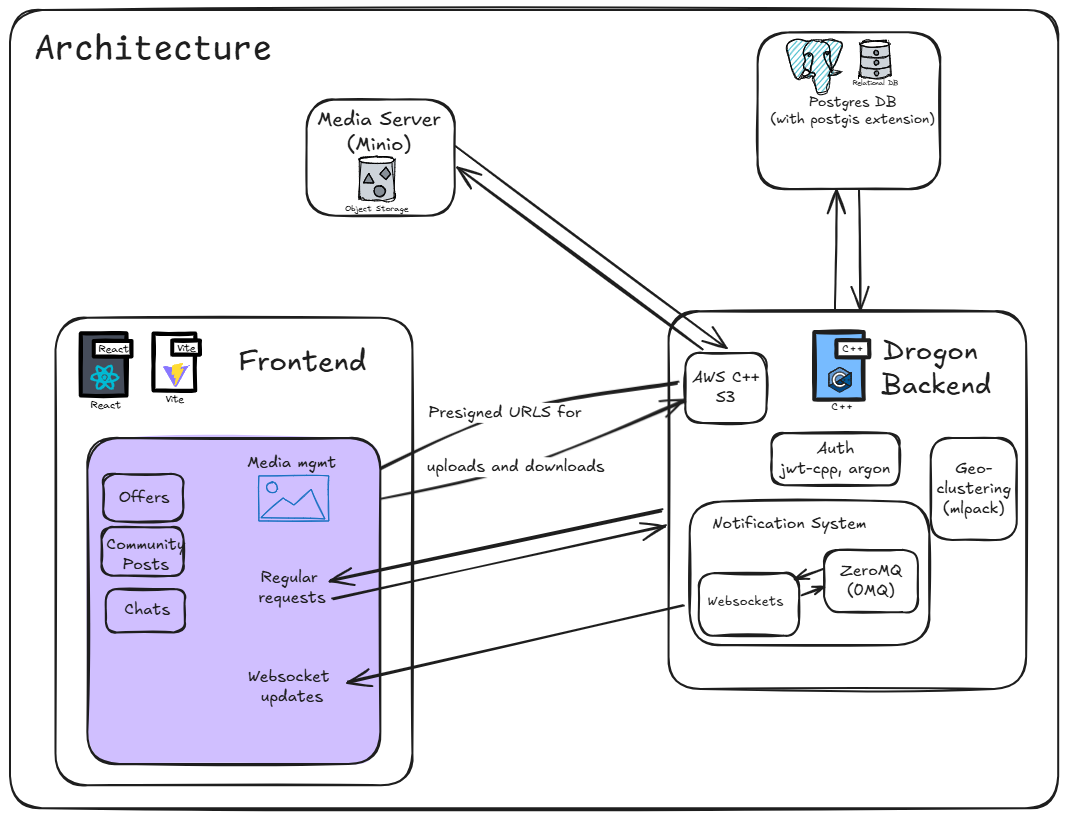 Architecture
Media Server
(Minio)
Object Storage
Relational DB
Postgres DB
(with postgis extension)
React
Vite
React
Vite
Frontend
Media mgmt
Offers
Community
Posts
Chats
Regular
requests
Websocket
updates
Presigned URLS for
uploads and downloads
AWS C++
S3
C++
C++
Drogon
Backend
Auth
jwt-cpp, argon
Geo-
clustering
(mlpack)
Notification System
Websockets
ZeroMQ
(0MQ)